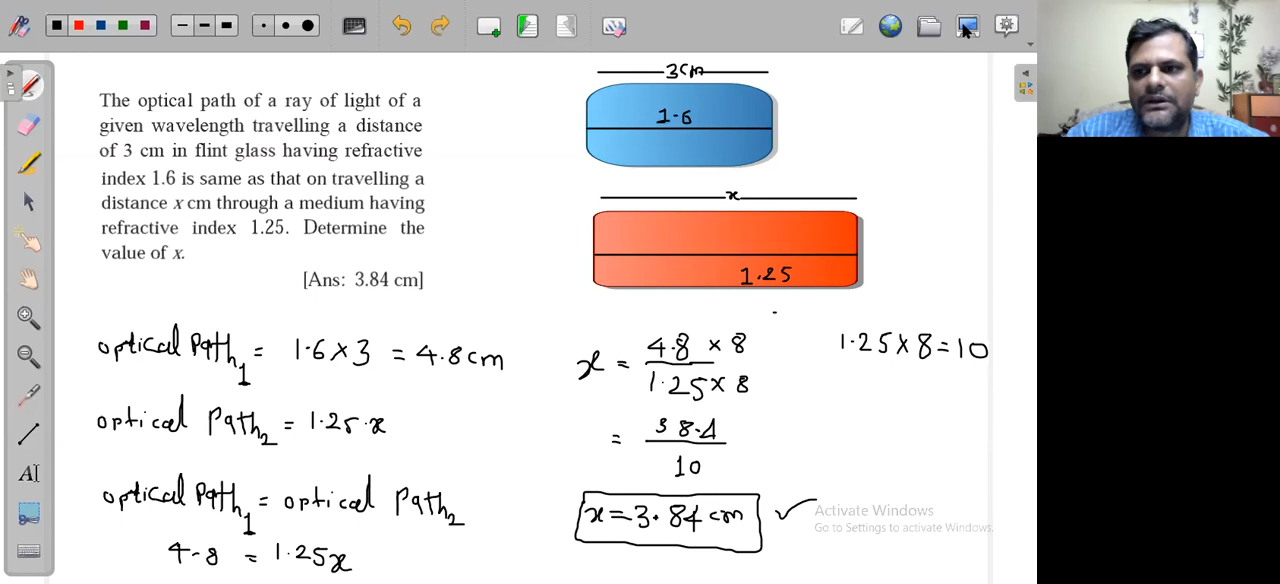 The optical path of a ray of light of a
given wavelength travelling a distance
of 3 cm in flint glass having refractive
index 1.6 is same as that on travelling a
distance x cm through a medium having
refractive index 1.25. Determine the
value of x.
[Ans: 3.84 cm]
3cm
1.6
x
1.25
optical Path₁ = 1.6 × 3 = 4.8 cm
optical Path₂ = 1.25.x
optical Path₁ = optical Path₂
4.8 = 1.25x
x = 4.8 × 8
1.25 × 8
= 38.4
10
x = 3.84 cm
1.25 × 8 = 10
Activate Windows
Go to Settings to activate Windows.
AI